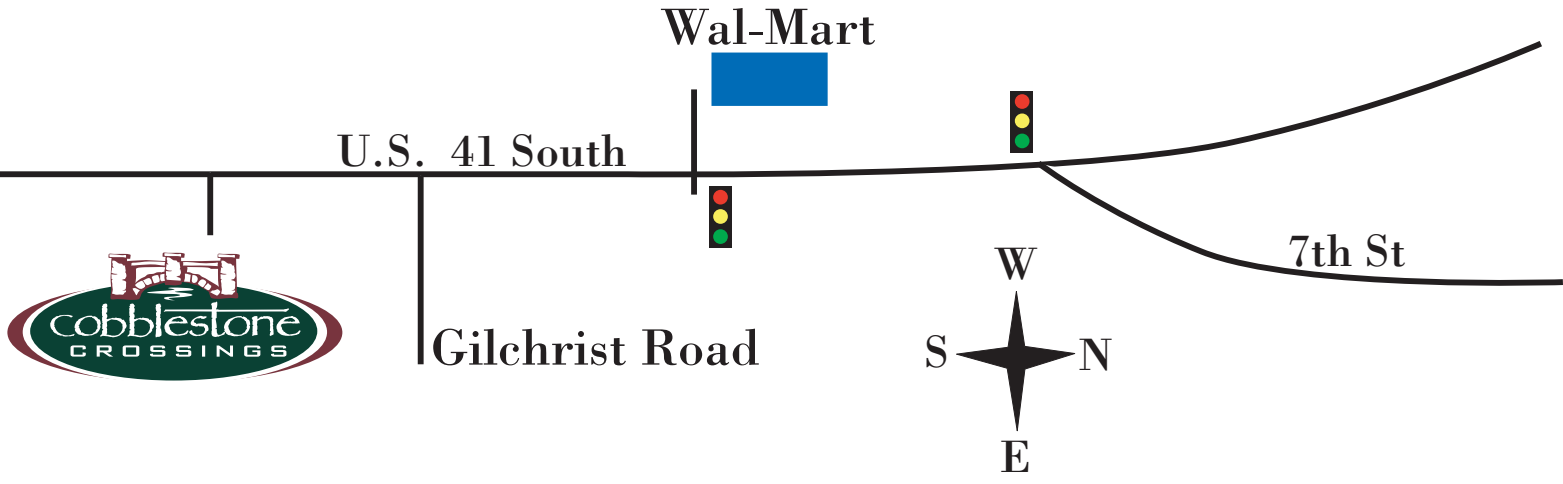 Wal-Mart
U.S. 41 South
7th St
W
cobblestone
CROSSINGS
Gilchrist Road
S
N
E